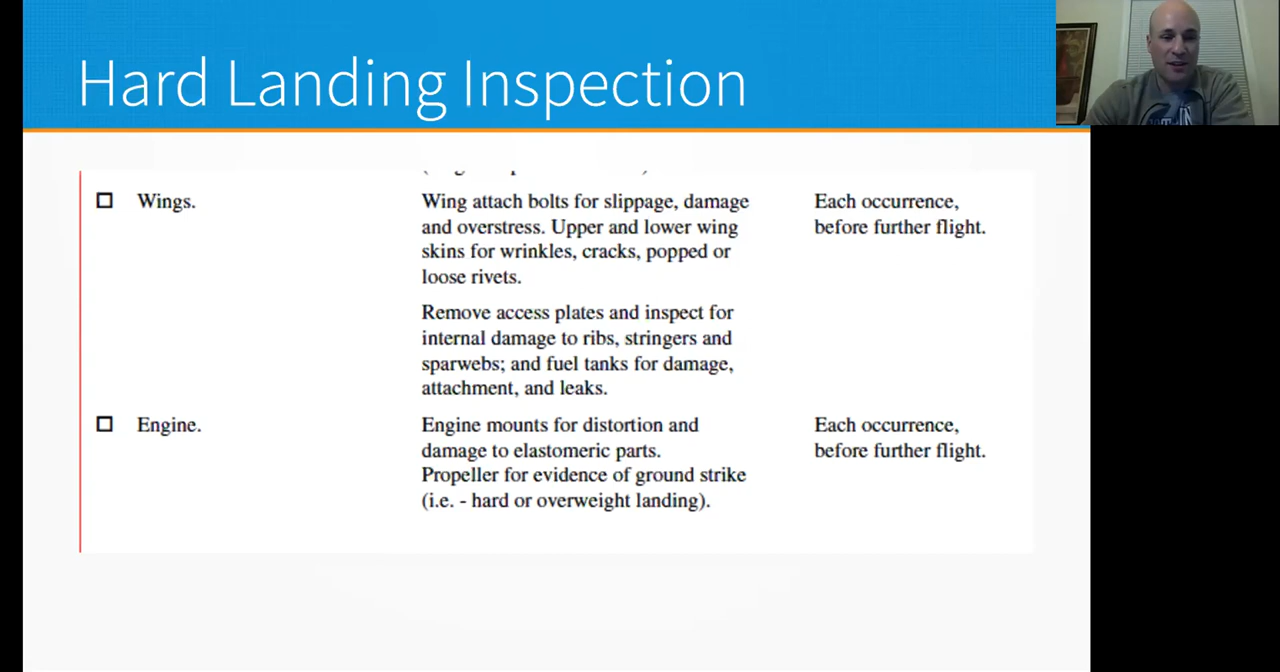 Hard Landing Inspection
Wings.
Wing attach bolts for slippage, damage
and overstress. Upper and lower wing
skins for wrinkles, cracks, popped or
loose rivets.
Each occurrence,
before further flight.
Remove access plates and inspect for
internal damage to ribs, stringers and
sparwebs; and fuel tanks for damage,
attachment, and leaks.
Engine.
Engine mounts for distortion and
damage to elastomeric parts.
Propeller for evidence of ground strike
(i.e. - hard or overweight landing).
Each occurrence,
before further flight.